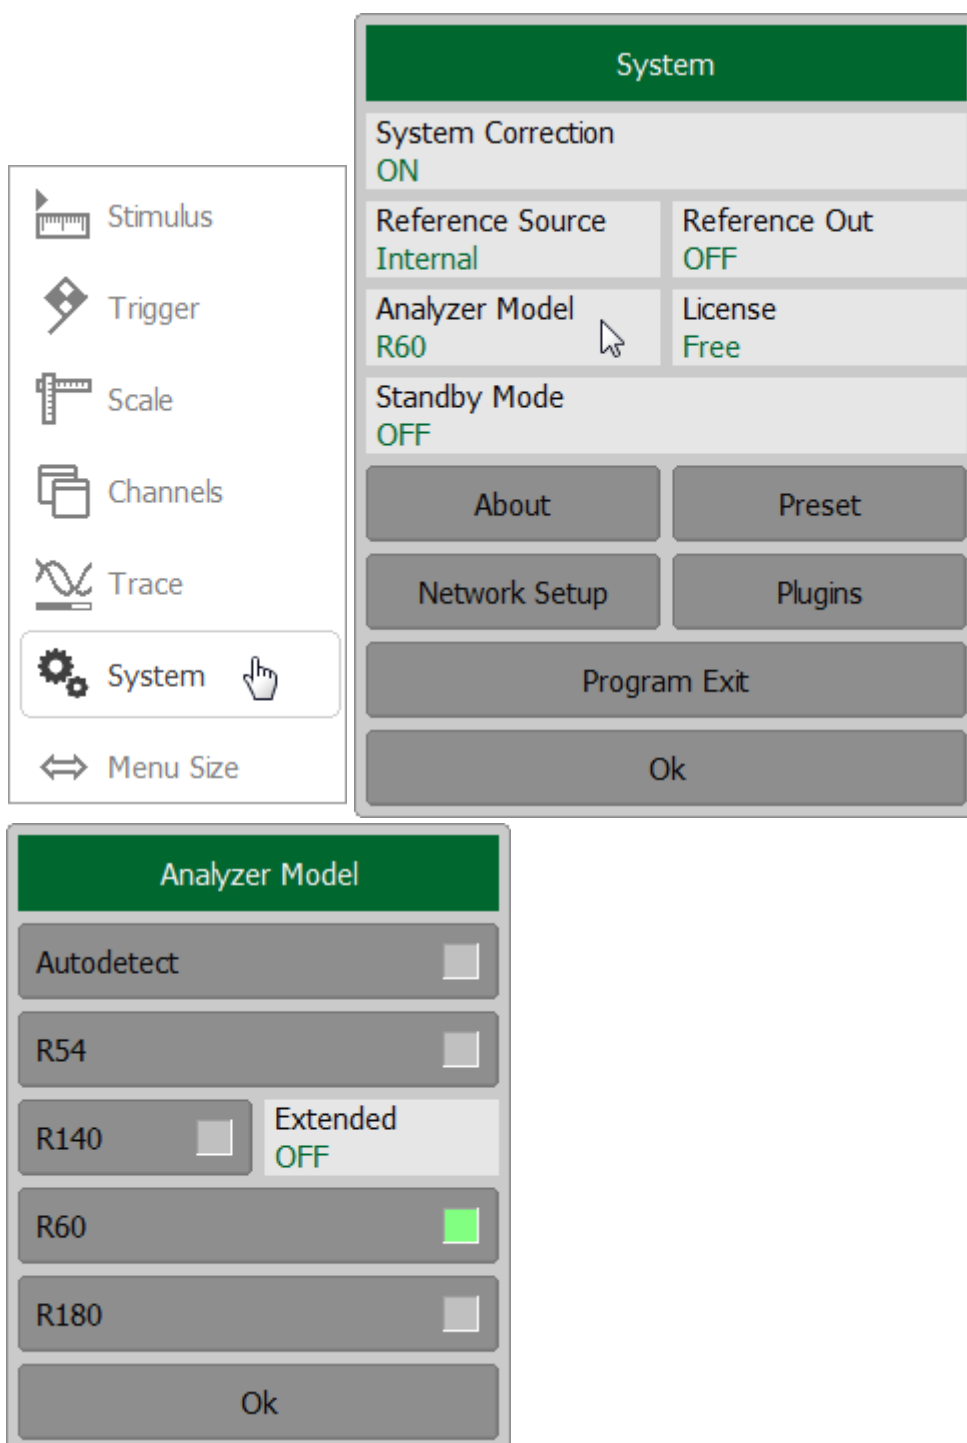 Stimulus
Trigger
Scale
Channels
Trace
System
Menu Size
System
System Correction
ON
Reference Source
Internal
Reference Out
OFF
Analyzer Model
R60
License
Free
Standby Mode
OFF
About
Preset
Network Setup
Plugins
Program Exit
Ok
Analyzer Model
Autodetect
R54
R140
Extended
OFF
R60
R180
Ok